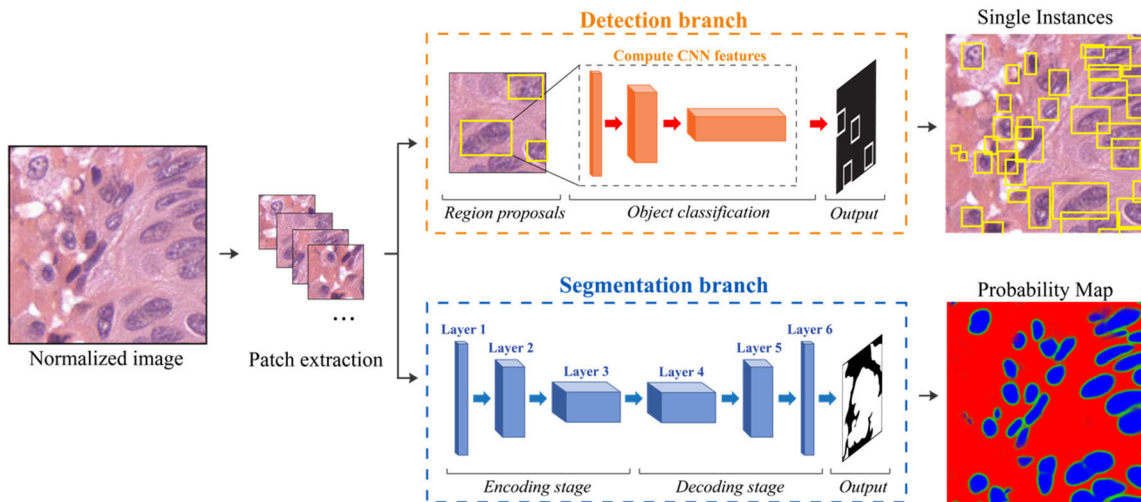 Detection branch
Single Instances
Compute CNN features
Region proposals
Object classification
Output
Normalized image
Patch extraction
...
Segmentation branch
Probability Map
Layer 1
Layer 2
Layer 3
Layer 4
Layer 5
Layer 6
Encoding stage
Decoding stage
Output